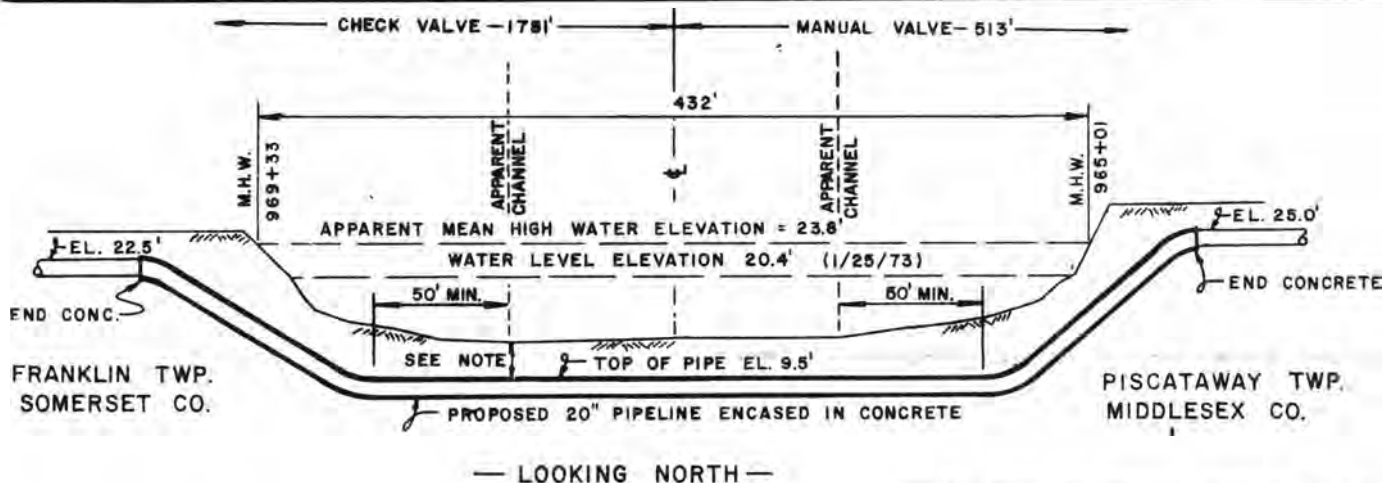 CHECK VALVE - 1781'
MANUAL VALVE - 513'
432'
M.H.W.
969+33
APPARENT
CHANNEL
℄
APPARENT
CHANNEL
M.H.W.
965+01
APPARENT MEAN HIGH WATER ELEVATION = 23.8'
WATER LEVEL ELEVATION 20.4' (1/25/73)
EL. 22.5'
EL. 25.0'
END CONC.
50' MIN.
50' MIN.
END CONCRETE
SEE NOTE
TOP OF PIPE EL. 9.5'
FRANKLIN TWP.
SOMERSET CO.
PISCATAWAY TWP.
MIDDLESEX CO.
PROPOSED 20" PIPELINE ENCASED IN CONCRETE
— LOOKING NORTH —